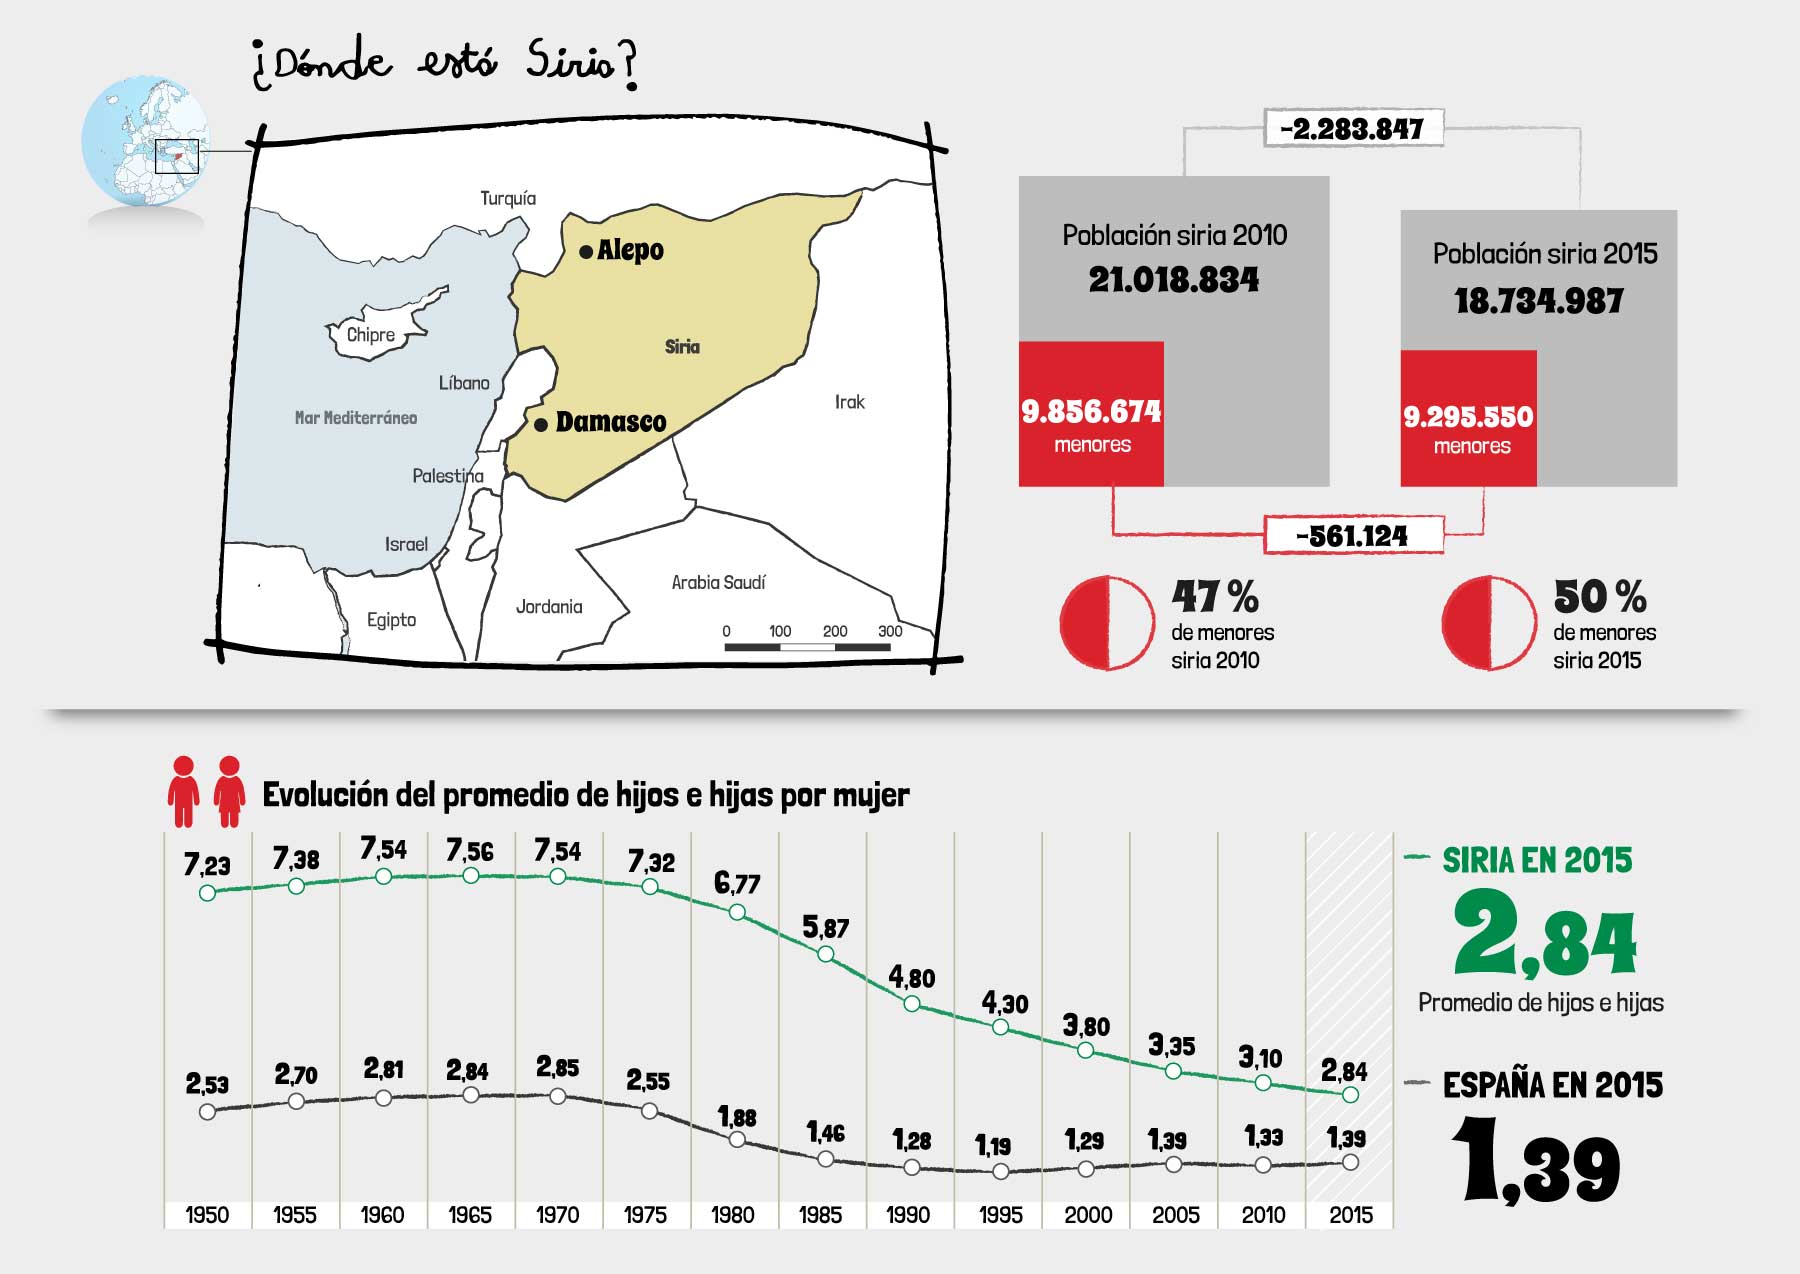 ¿Dónde está Siria?
Turquía
Alepo
Chipre
Siria
Líbano
Mar Mediterráneo
Damasco
Irak
Palestina
Israel
Arabia Saudí
Jordania
Egipto
0 100 200 300
-2.283.847
Población siria 2010
21.018.834
9.856.674
menores
Población siria 2015
18.734.987
9.295.550
menores
-561.124
47 %
de menores
siria 2010
50 %
de menores
siria 2015
Evolución del promedio de hijos e hijas por mujer
7,23 7,38 7,54 7,56 7,54 7,32 6,77 5,87 4,80 4,30 3,80 3,35 3,10 2,84
2,53 2,70 2,81 2,84 2,85 2,55 1,88 1,46 1,28 1,19 1,29 1,39 1,33 1,39
1950 1955 1960 1965 1970 1975 1980 1985 1990 1995 2000 2005 2010 2015
SIRIA EN 2015
2,84
Promedio de hijos e hijas
ESPAÑA EN 2015
1,39